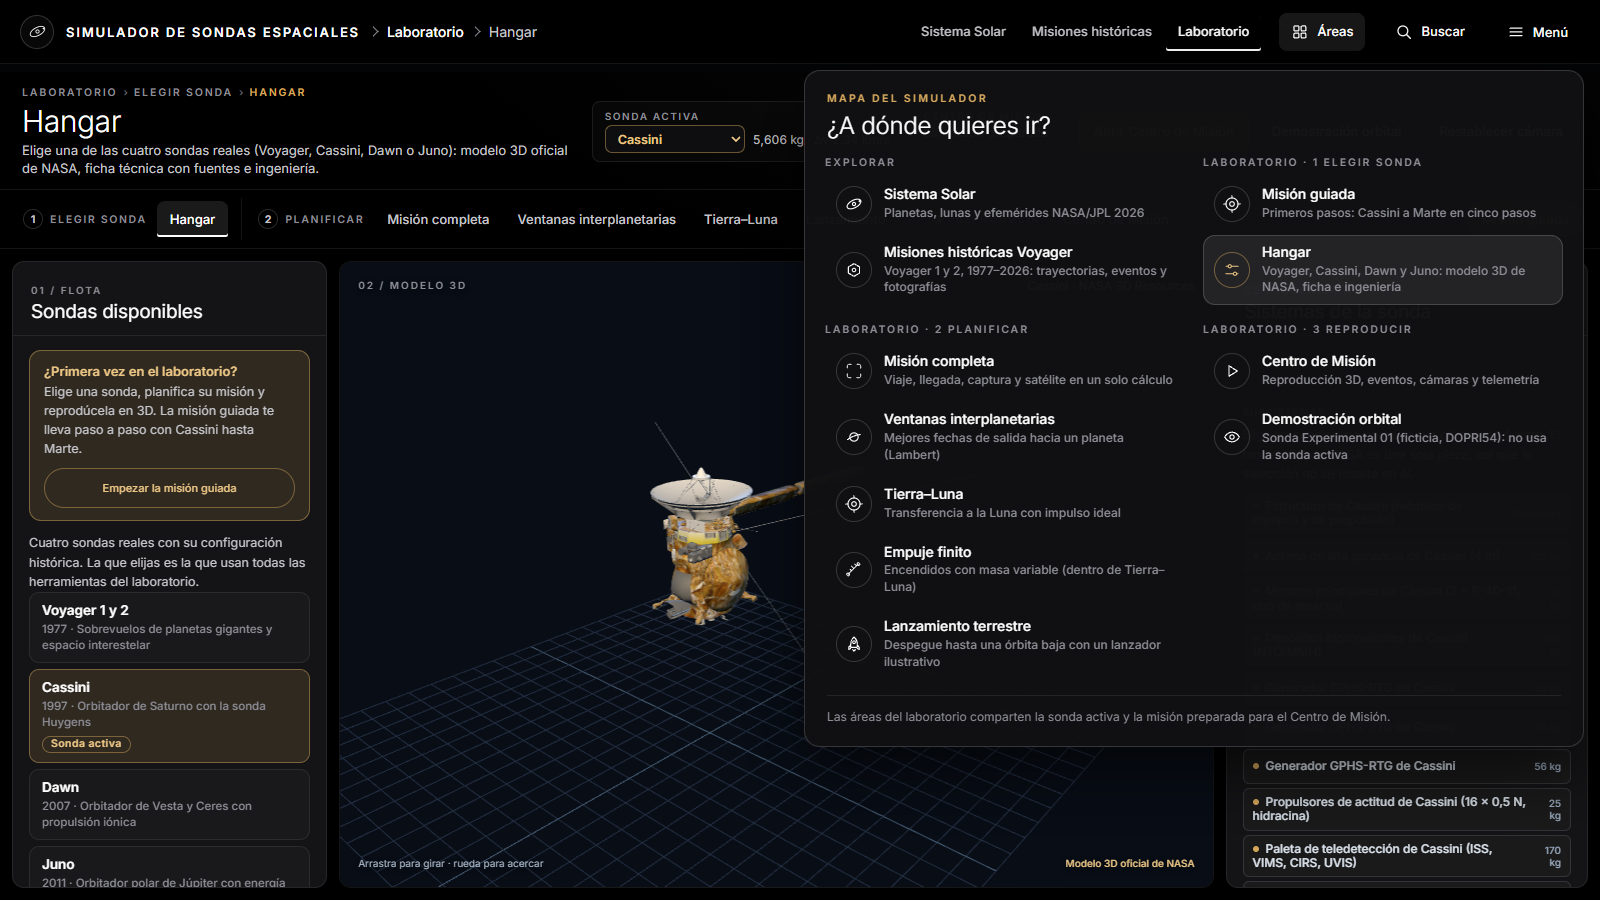 SIMULADOR DE SONDAS ESPACIALES > Laboratorio > Hangar
Sistema Solar
Misiones históricas
Laboratorio
Áreas
Buscar
Menú
LABORATORIO › ELEGIR SONDA › HANGAR
Hangar
Elige una de las cuatro sondas reales (Voyager, Cassini, Dawn o Juno): modelo 3D oficial
de NASA, ficha técnica con fuentes e ingeniería.
SONDA ACTIVA
Cassini
5,606 kg
1 ELEGIR SONDA
Hangar
2 PLANIFICAR
Misión completa
Ventanas interplanetarias
Tierra–Luna
01 / FLOTA
Sondas disponibles
¿Primera vez en el laboratorio?
Elige una sonda, planifica su misión y
reprodúcela en 3D. La misión guiada te
lleva paso a paso con Cassini hasta
Marte.
Empezar la misión guiada
Cuatro sondas reales con su configuración
histórica. La que elijas es la que usan todas las
herramientas del laboratorio.
Voyager 1 y 2
1977 · Sobrevuelos de planetas gigantes y
espacio interestelar
Cassini
1997 · Orbitador de Saturno con la sonda
Huygens
Sonda activa
Dawn
2007 · Orbitador de Vesta y Ceres con
propulsión iónica
Juno
2011 · Orbitador polar de Júpiter con energía
02 / MODELO 3D
Arrastra para girar · rueda para acercar
Modelo 3D oficial de NASA
MAPA DEL SIMULADOR
¿A dónde quieres ir?
EXPLORAR
Sistema Solar
Planetas, lunas y efemérides NASA/JPL 2026
Misiones históricas Voyager
Voyager 1 y 2, 1977–2026: trayectorias, eventos y
fotografías
LABORATORIO · 1 ELEGIR SONDA
Misión guiada
Primeros pasos: Cassini a Marte en cinco pasos
Hangar
Voyager, Cassini, Dawn y Juno: modelo 3D de
NASA, ficha e ingeniería
LABORATORIO · 2 PLANIFICAR
Misión completa
Viaje, llegada, captura y satélite en un solo cálculo
Ventanas interplanetarias
Mejores fechas de salida hacia un planeta
(Lambert)
Tierra–Luna
Transferencia a la Luna con impulso ideal
Empuje finito
Encendidos con masa variable (dentro de Tierra–
Luna)
Lanzamiento terrestre
Despegue hasta una órbita baja con un lanzador
ilustrativo
LABORATORIO · 3 REPRODUCIR
Centro de Misión
Reproducción 3D, eventos, cámaras y telemetría
Demostración orbital
Sonda Experimental 01 (ficticia, DOPRI54): no usa
la sonda activa
Las áreas del laboratorio comparten la sonda activa y la misión preparada para el Centro de Misión.
Generador GPHS-RTG de Cassini
56 kg
Propulsores de actitud de Cassini (16 × 0,5 N,
hidracina)
25
kg
Paleta de teledetección de Cassini (ISS,
VIMS, CIRS, UVIS)
170
kg